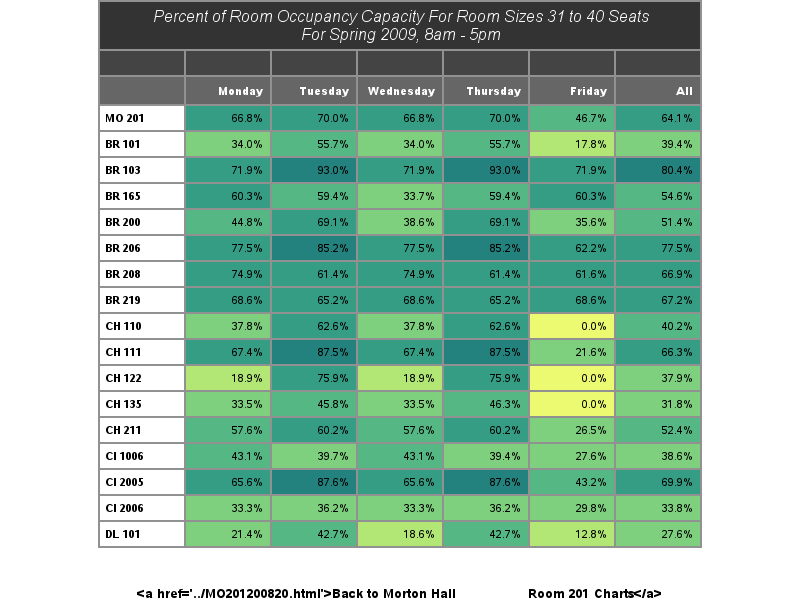 Percent of Room Occupancy Capacity For Room Sizes 31 to 40 Seats
For Spring 2009, 8am - 5pm
Monday Tuesday Wednesday Thursday Friday All
MO 201 66.8% 70.0% 66.8% 70.0% 46.7% 64.1%
BR 101 34.0% 55.7% 34.0% 55.7% 17.8% 39.4%
BR 103 71.9% 93.0% 71.9% 93.0% 71.9% 80.4%
BR 165 60.3% 59.4% 33.7% 59.4% 60.3% 54.6%
BR 200 44.8% 69.1% 38.6% 69.1% 35.6% 51.4%
BR 206 77.5% 85.2% 77.5% 85.2% 62.2% 77.5%
BR 208 74.9% 61.4% 74.9% 61.4% 61.6% 66.9%
BR 219 68.6% 65.2% 68.6% 65.2% 68.6% 67.2%
CH 110 37.8% 62.6% 37.8% 62.6% 0.0% 40.2%
CH 111 67.4% 87.5% 67.4% 87.5% 21.6% 66.3%
CH 122 18.9% 75.9% 18.9% 75.9% 0.0% 37.9%
CH 135 33.5% 45.8% 33.5% 46.3% 0.0% 31.8%
CH 211 57.6% 60.2% 57.6% 60.2% 26.5% 52.4%
CI 1006 43.1% 39.7% 43.1% 39.4% 27.6% 38.6%
CI 2005 65.6% 87.6% 65.6% 87.6% 43.2% 69.9%
CI 2006 33.3% 36.2% 33.3% 36.2% 29.8% 33.8%
DL 101 21.4% 42.7% 18.6% 42.7% 12.8% 27.6%
<a href='../MO201200820.html'>Back to Morton Hall Room 201 Charts</a>